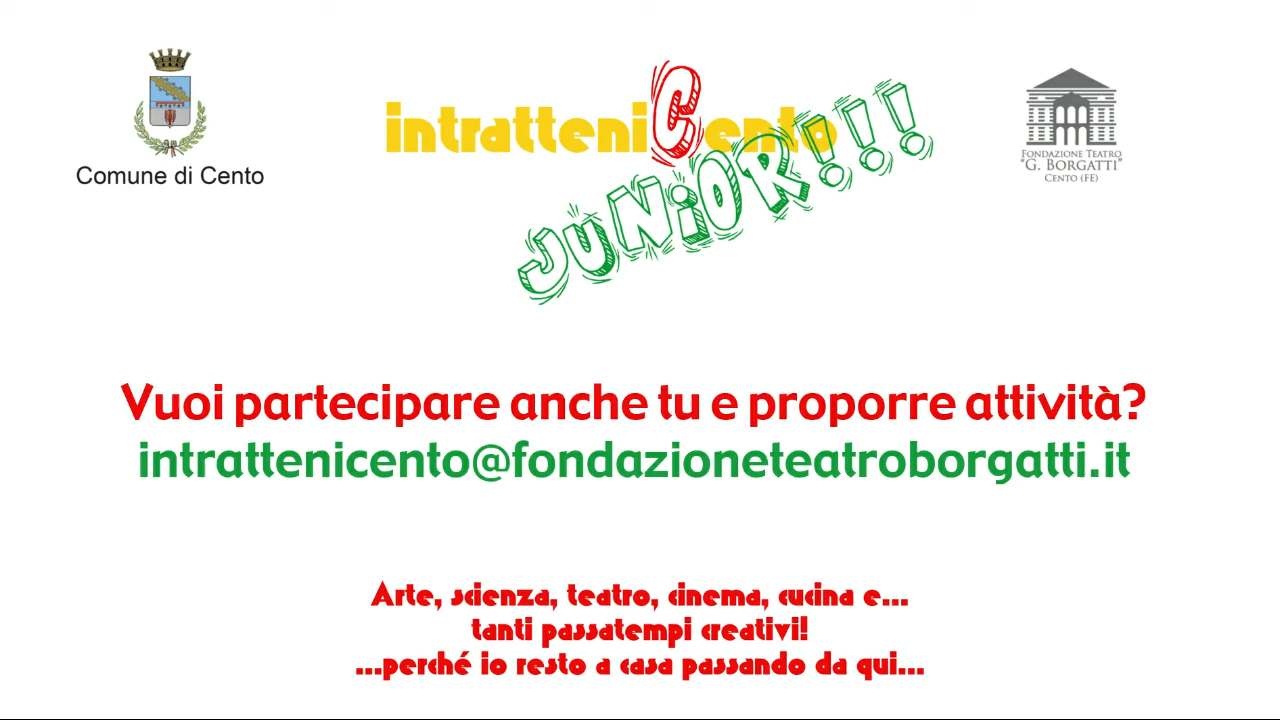 Comune di Cento
intratteniCento
JUNiOR!!!
FONDAZIONE TEATRO
"G. BORGATTI"
CENTO (FE)
Vuoi partecipare anche tu e proporre attività?
intrattenicento@fondazioneteatroborgatti.it
Arte, scienza, teatro, cinema, cucina e...
tanti passatempi creativi!
...perché io resto a casa passando da qui...